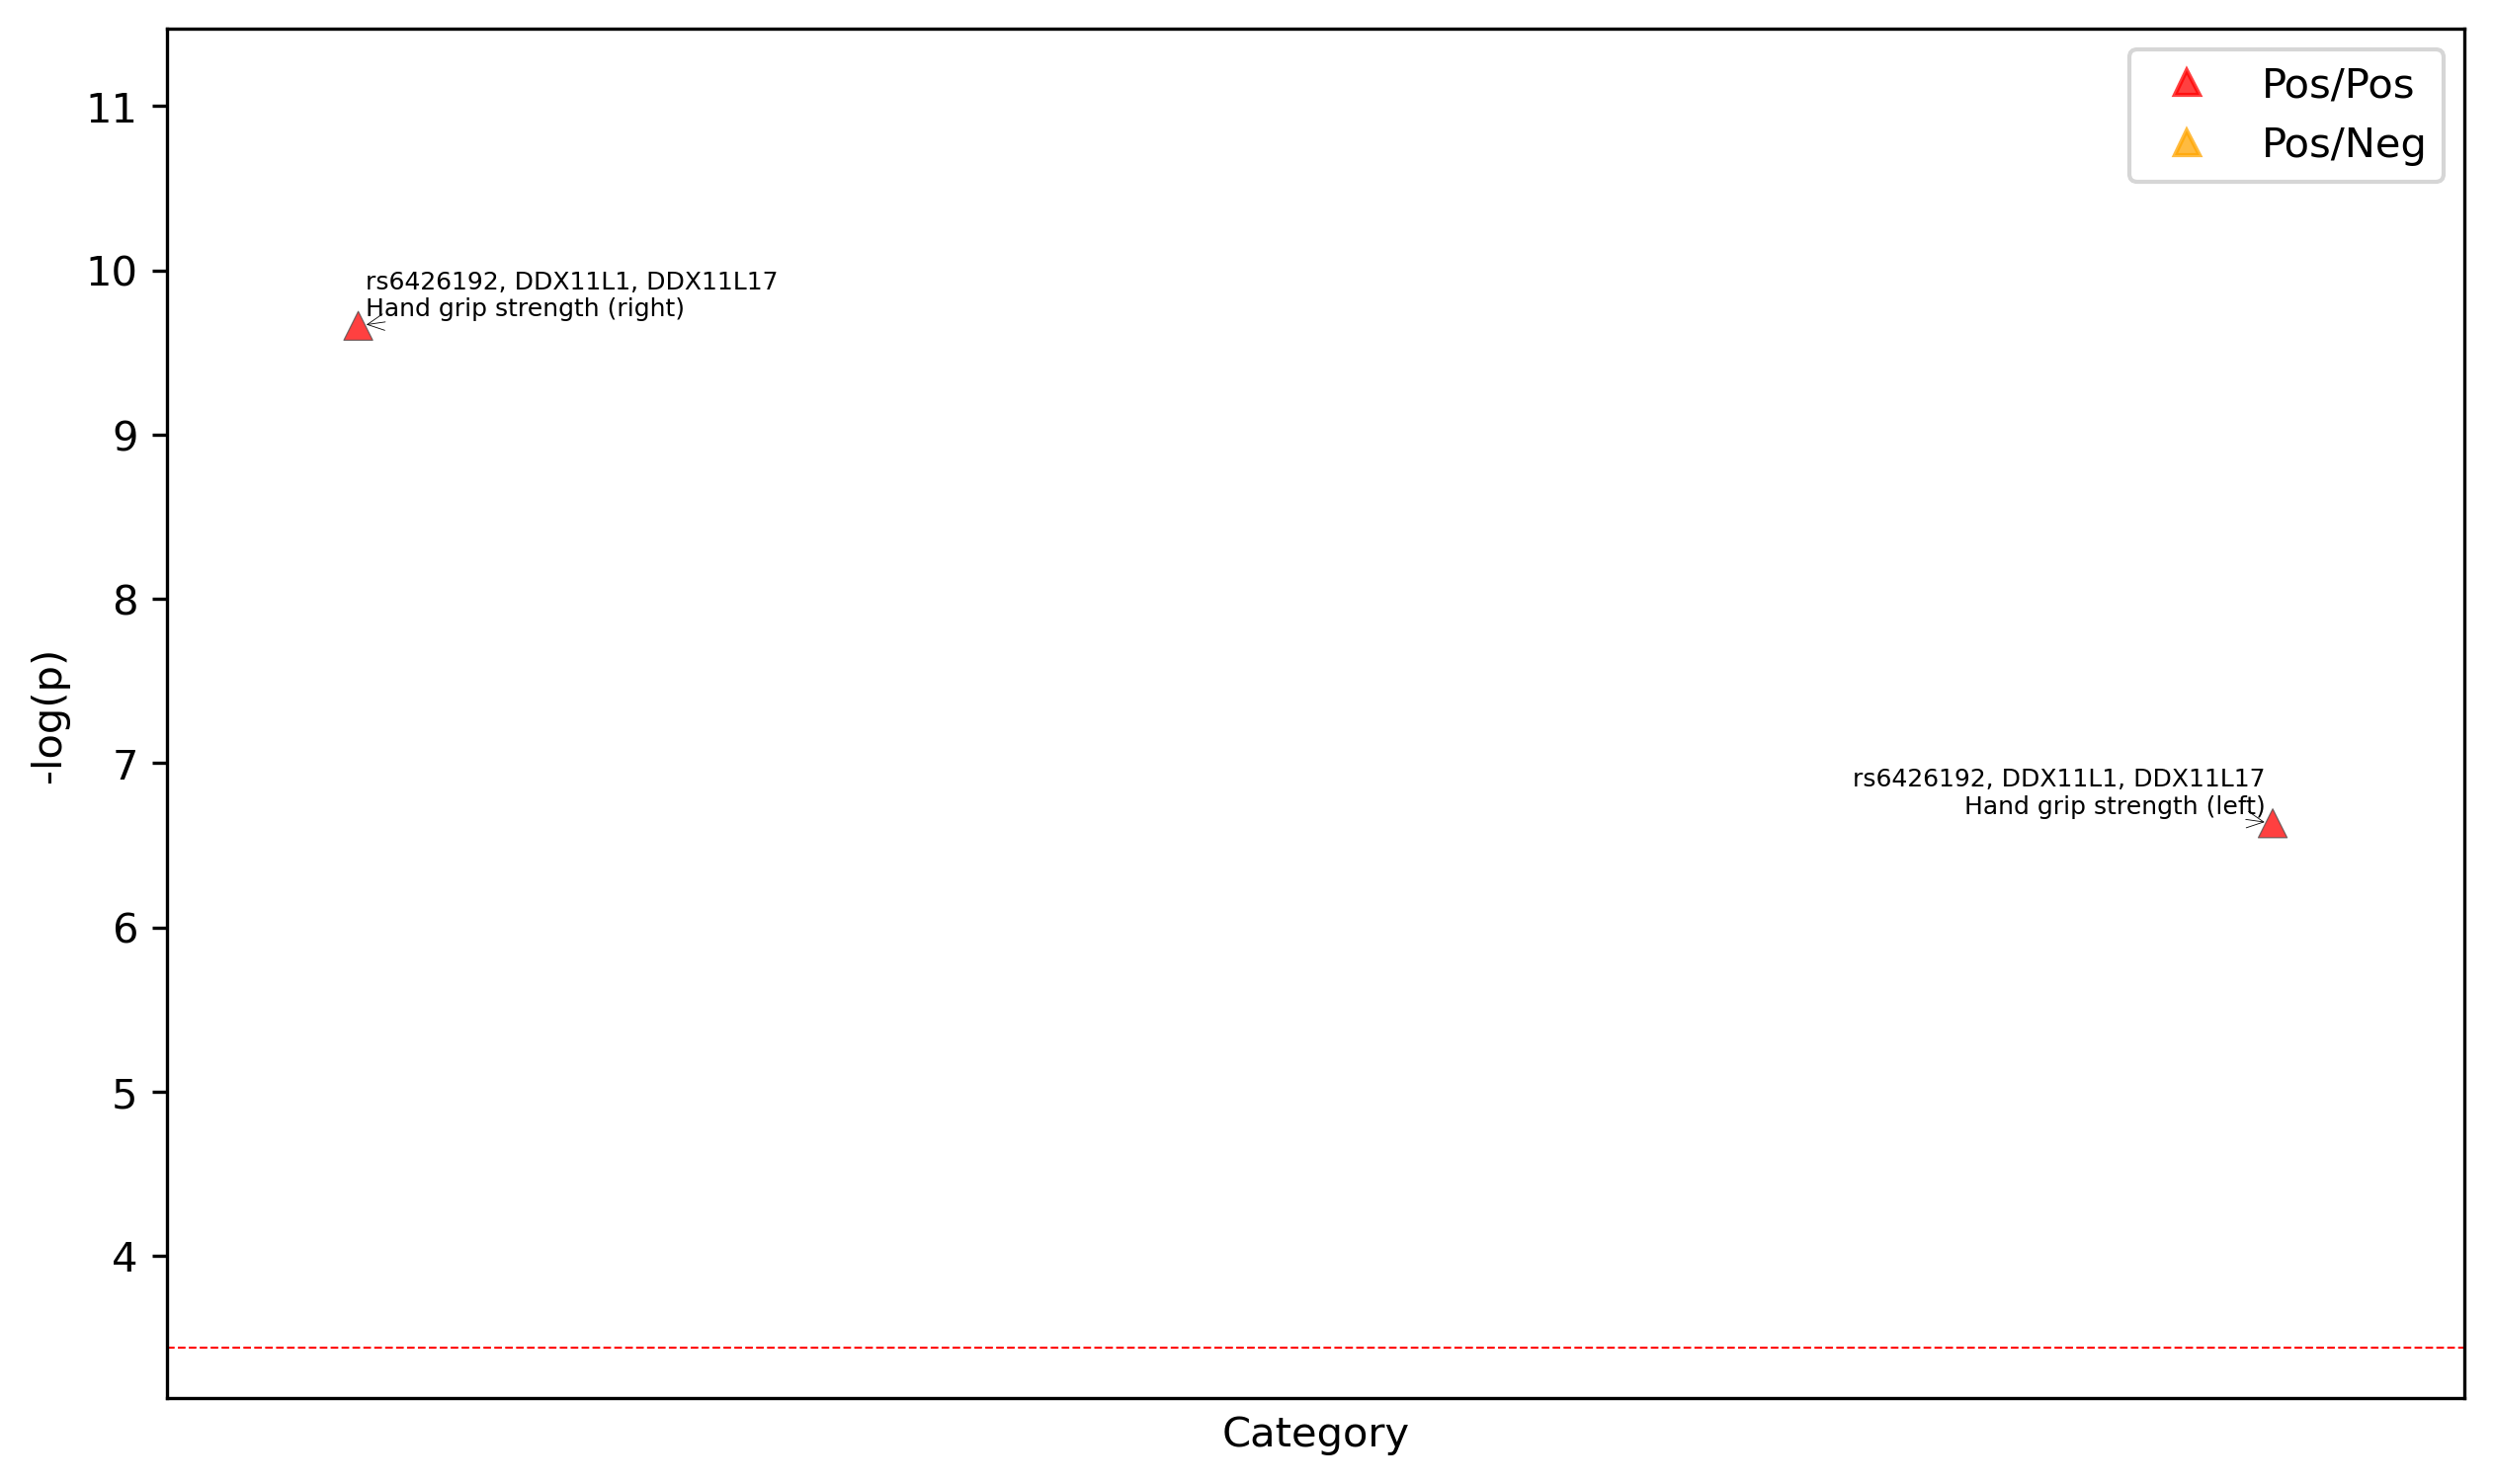 Pos/Pos
Pos/Neg
11
10
9
8
7
6
5
4
-log(p)
rs6426192, DDX11L1, DDX11L17
Hand grip strength (right)
rs6426192, DDX11L1, DDX11L17
Hand grip strength (left)
Category